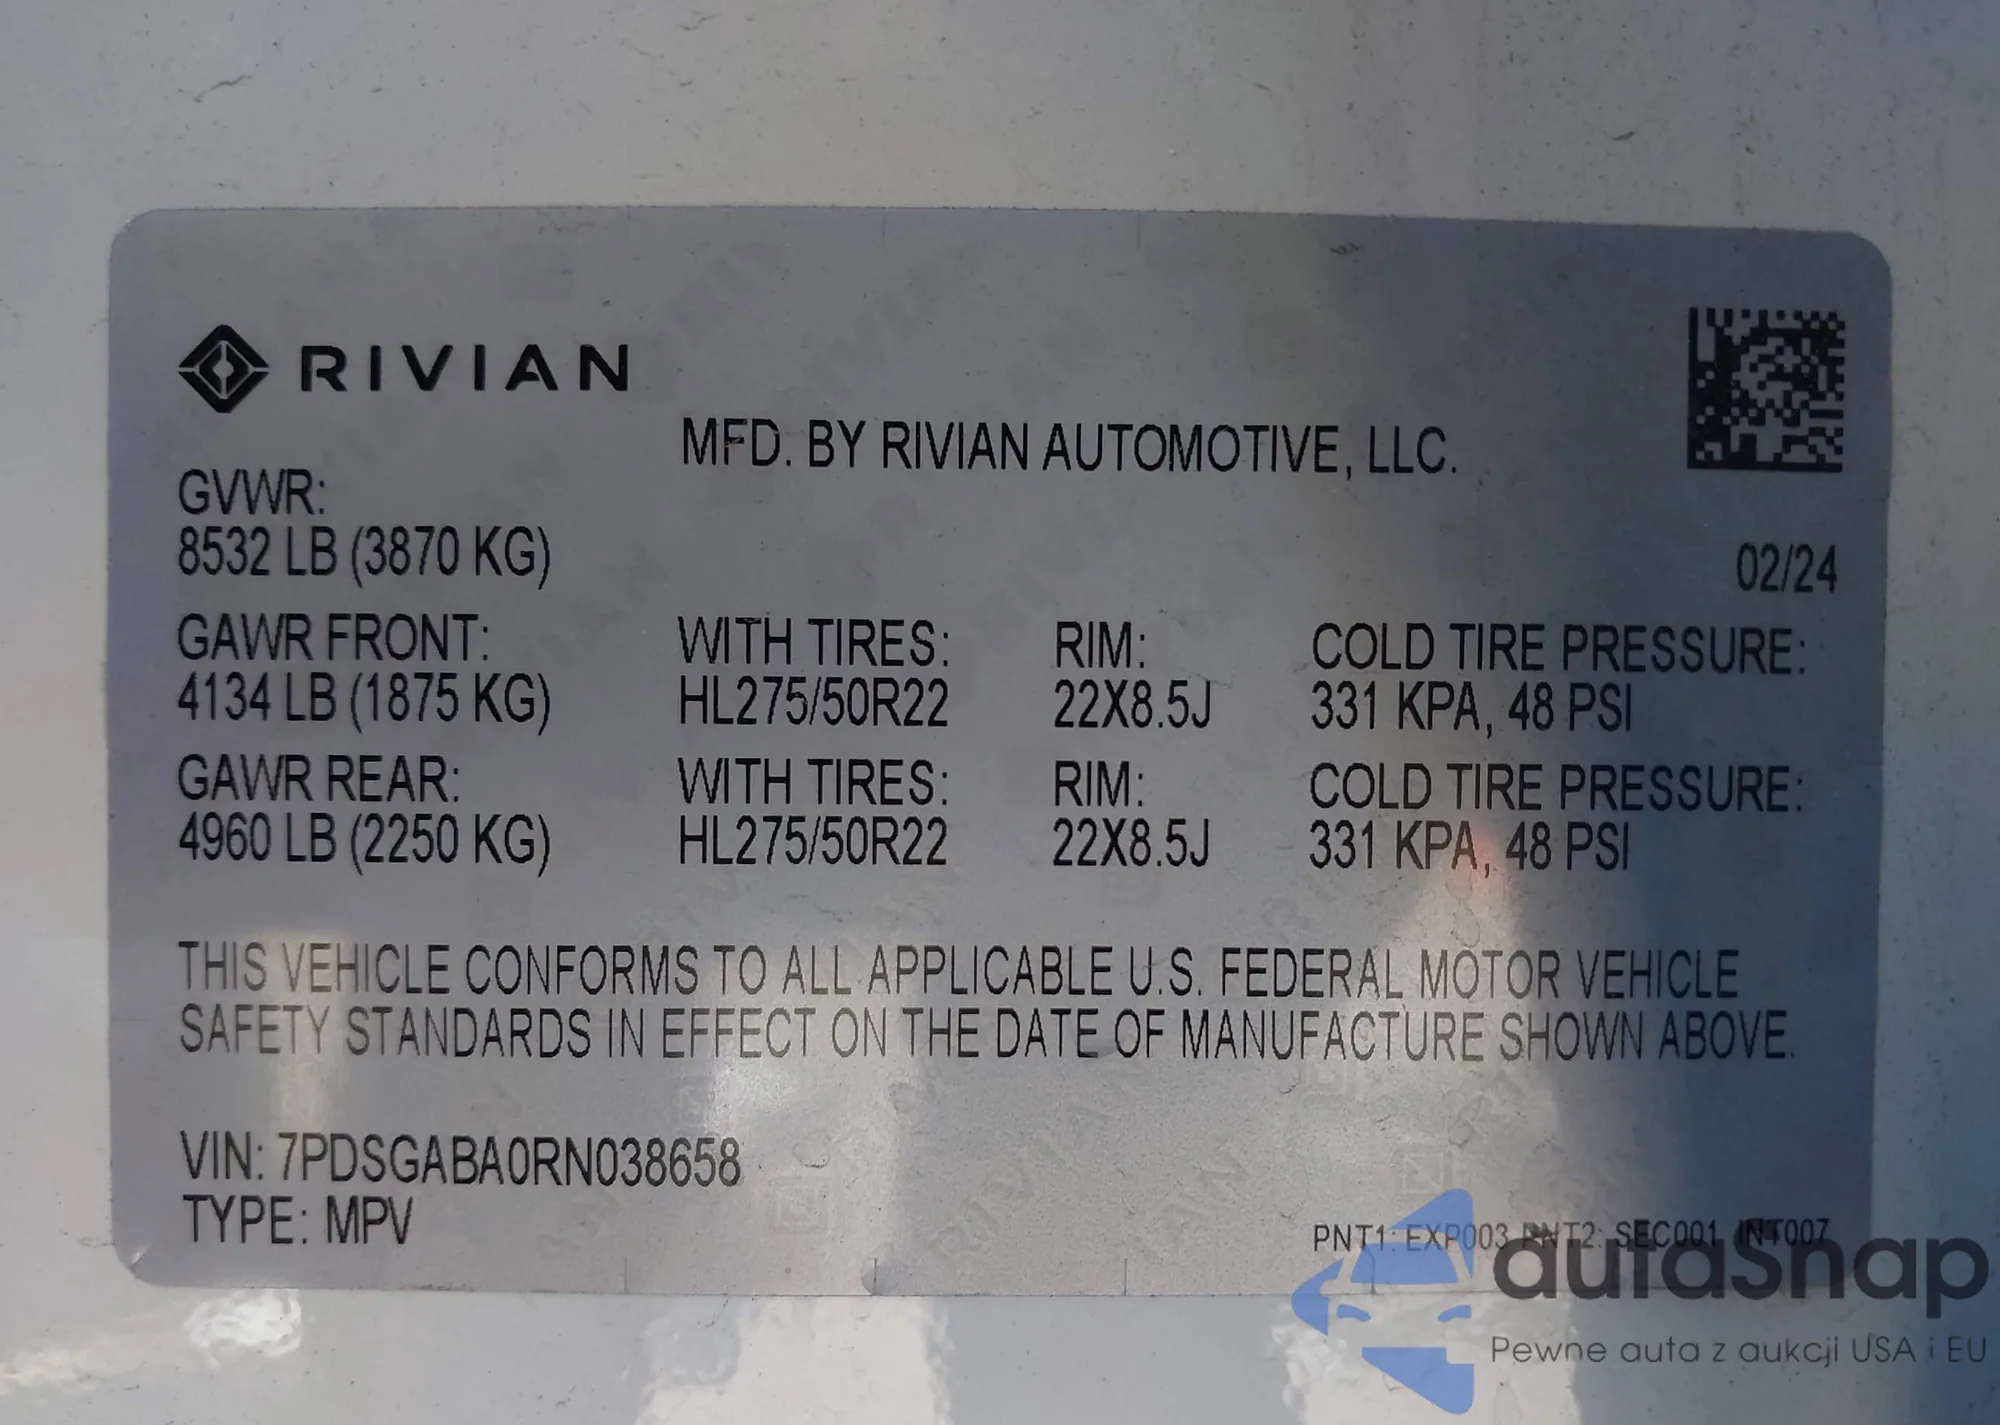 RIVIAN
MFD. BY RIVIAN AUTOMOTIVE, LLC.
GVWR:
8532 LB (3870 KG)
02/24
GAWR FRONT: WITH TIRES: RIM: COLD TIRE PRESSURE:
4134 LB (1875 KG) HL275/50R22 22X8.5J 331 KPA, 48 PSI
GAWR REAR: WITH TIRES: RIM: COLD TIRE PRESSURE:
4960 LB (2250 KG) HL275/50R22 22X8.5J 331 KPA, 48 PSI
THIS VEHICLE CONFORMS TO ALL APPLICABLE U.S. FEDERAL MOTOR VEHICLE
SAFETY STANDARDS IN EFFECT ON THE DATE OF MANUFACTURE SHOWN ABOVE.
VIN: 7PDSGABA0RN038658
TYPE: MPV
PNT1: EXP003 PNT2: SEC001 INT007
autaSnap
Pewne auta z aukcji USA i EU